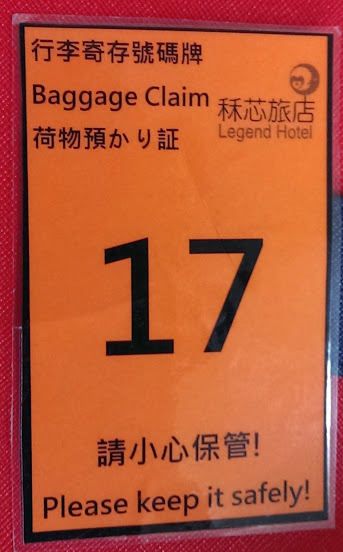 行李寄存號碼牌
Baggage Claim
秝芯旅店
Legend Hotel
荷物預かり証
17
請小心保管!
Please keep it safely!